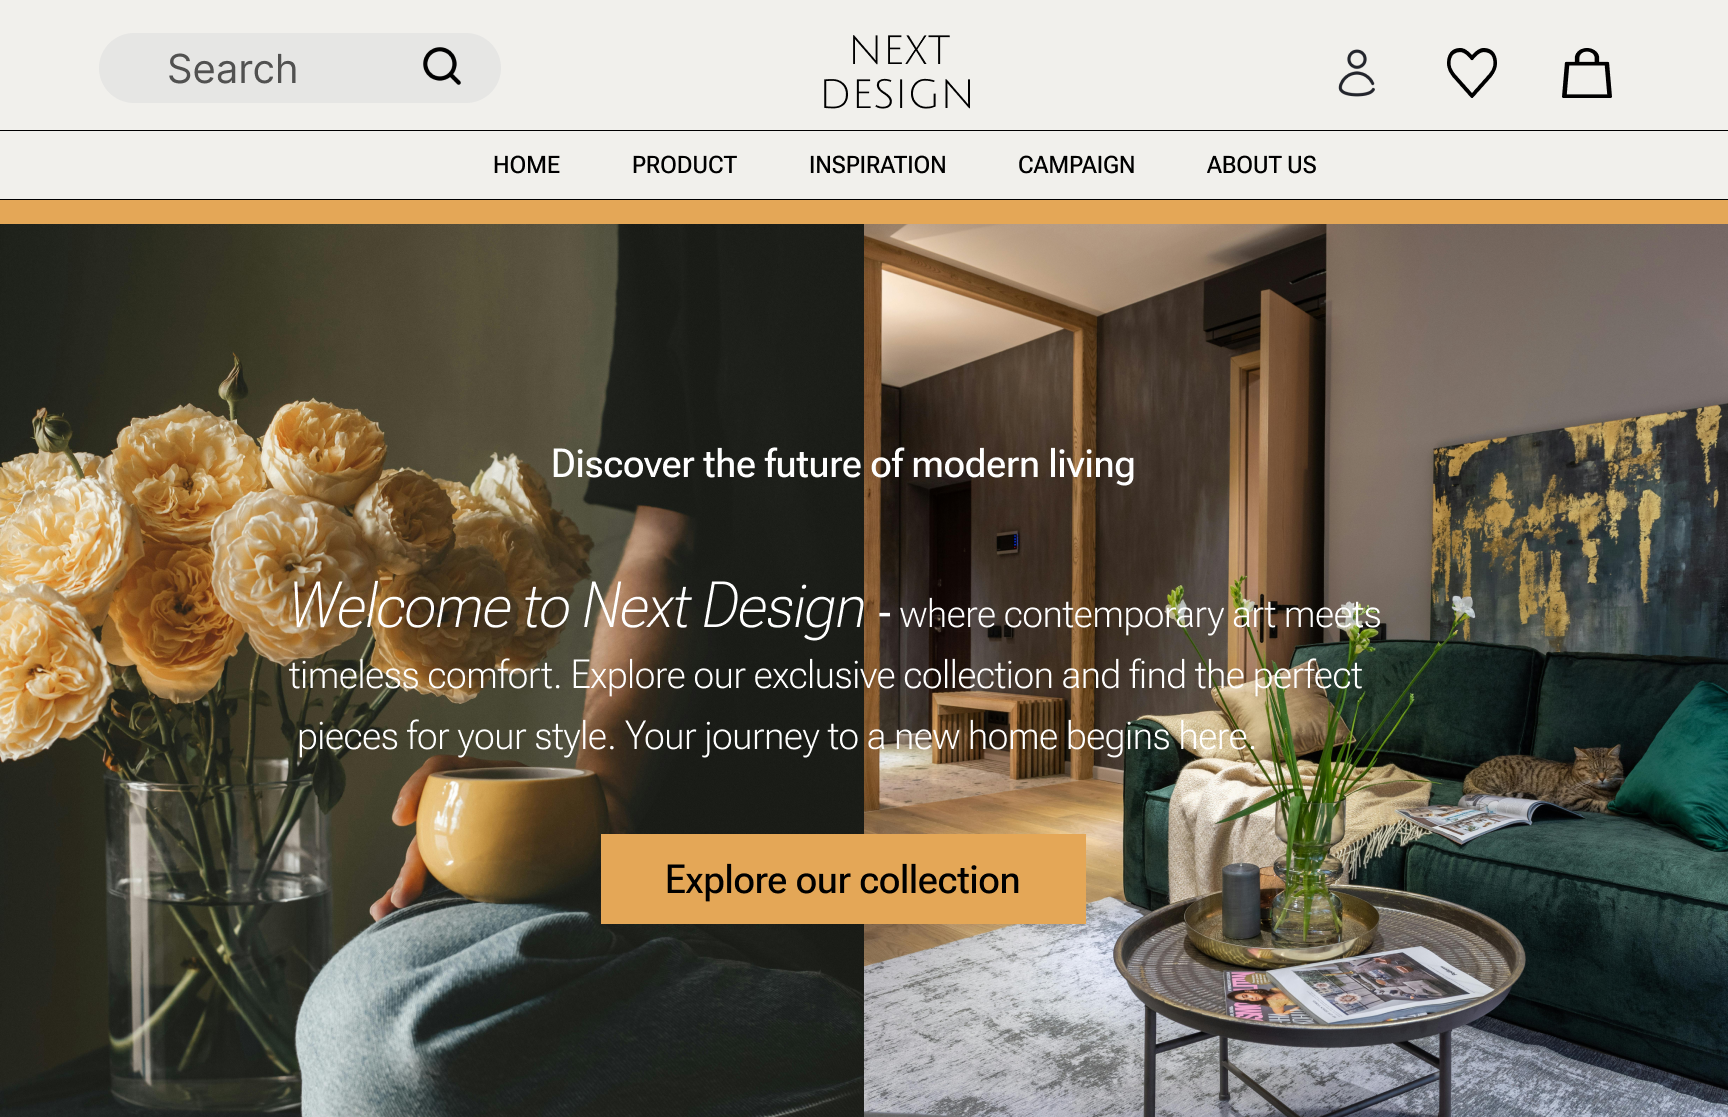 Search
NEXT
DESIGN
HOME PRODUCT INSPIRATION CAMPAIGN ABOUT US
Discover the future of modern living
Welcome to Next Design - where contemporary art meets
timeless comfort. Explore our exclusive collection and find the perfect
pieces for your style. Your journey to a new home begins here.
Explore our collection